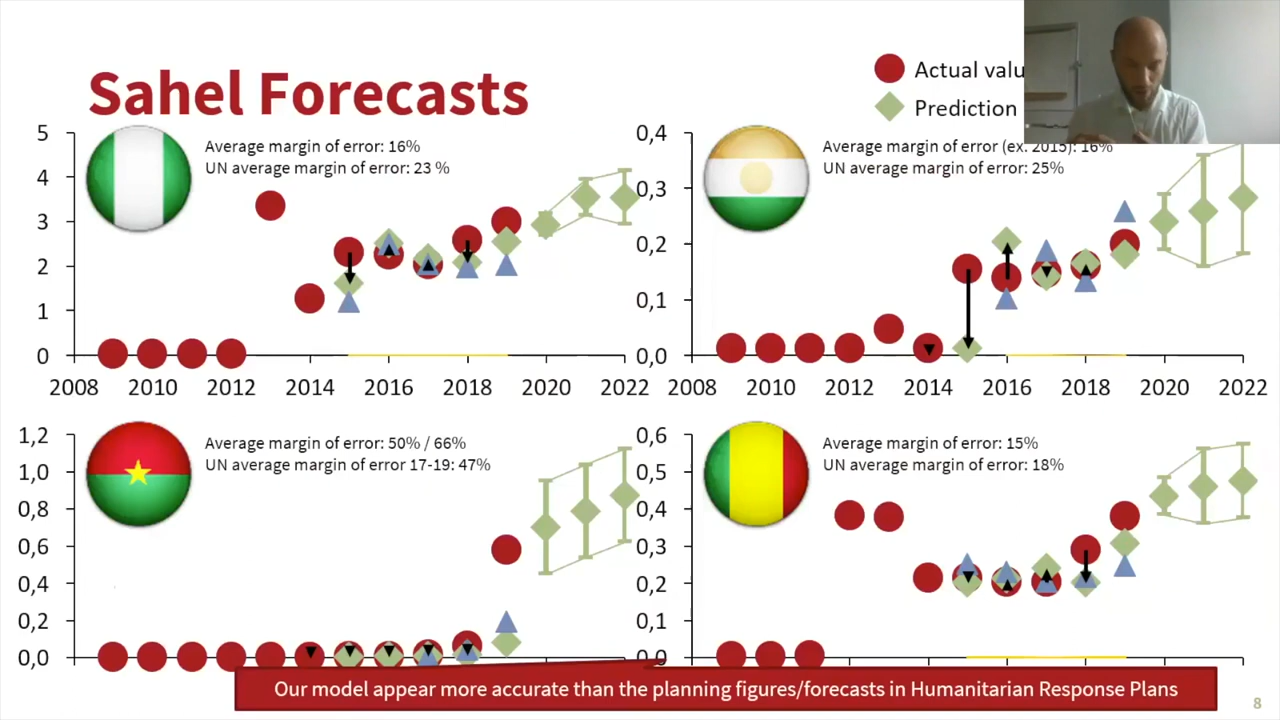 Sahel Forecasts
Actual valu
Prediction
Average margin of error: 16%
UN average margin of error: 23 %
5
4
3
2
1
0
2008 2010 2012 2014 2016 2018 2020 2022
Average margin of error (ex. 2015): 16%
UN average margin of error: 25%
0,4
0,3
0,2
0,1
0,0
2008 2010 2012 2014 2016 2018 2020 2022
Average margin of error: 50% / 66%
UN average margin of error 17-19: 47%
1,2
1,0
0,8
0,6
0,4
0,2
0,0
Average margin of error: 15%
UN average margin of error: 18%
0,6
0,5
0,4
0,3
0,2
0,1
0,0
Our model appear more accurate than the planning figures/forecasts in Humanitarian Response Plans
8